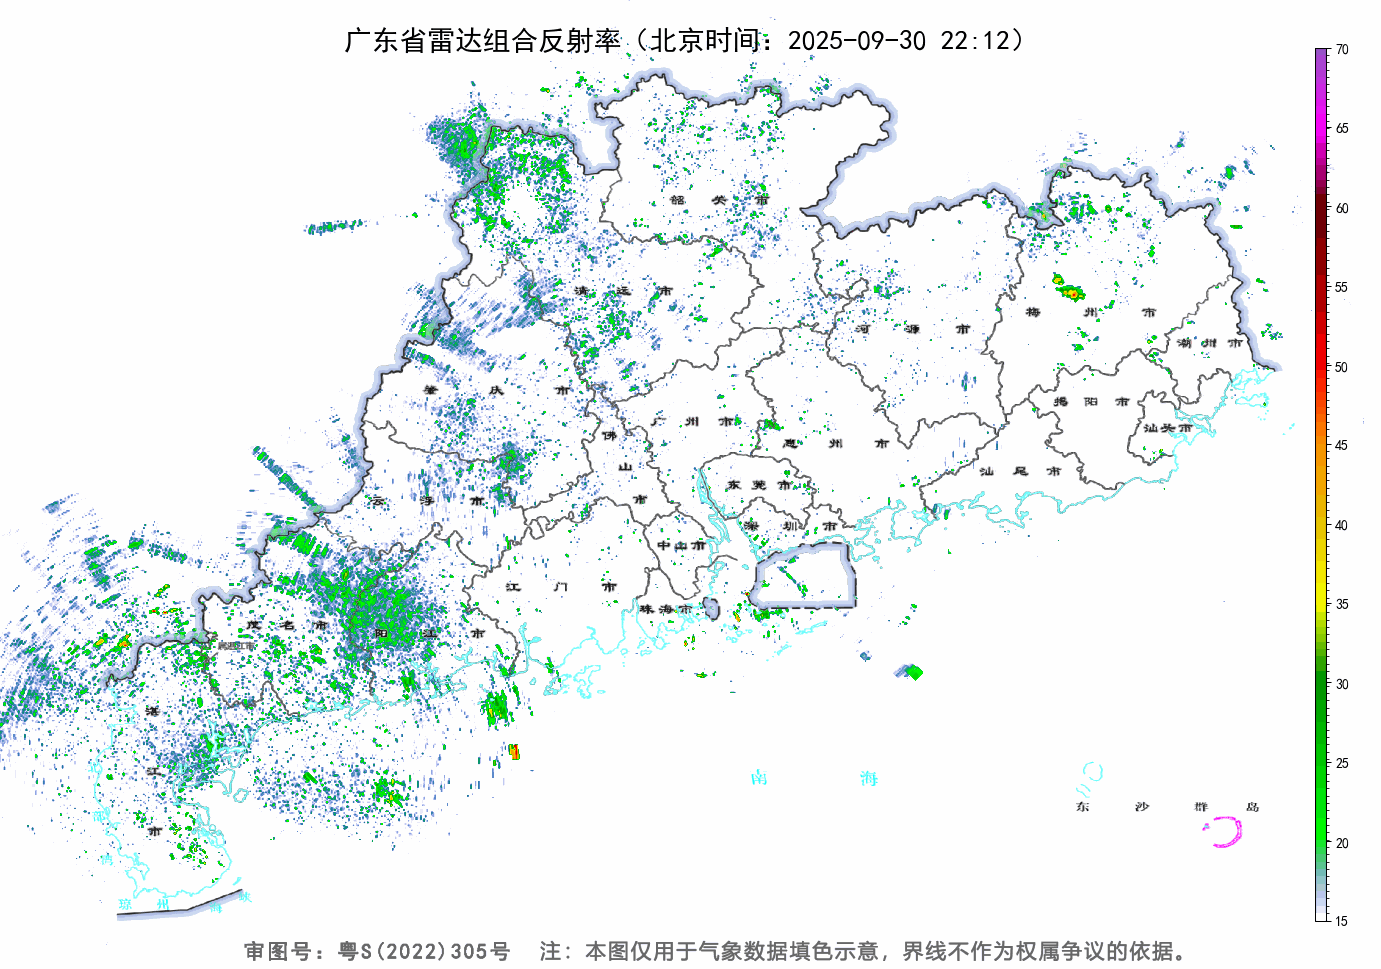 广东省雷达组合反射率（北京时间：2025-09-30 22:12）
70
65
60
55
50
45
40
35
30
25
20
15
韶关市
清远市
河源市
梅州市
潮州市
肇庆市
广州市
佛山市
惠州市
揭阳市
汕头市
汕尾市
东莞市
云浮市
深圳市
中山市
江门市
珠海市
茂名市
阳江市
湛江市
南海
东沙群岛
琼州海峡
审图号：粤S(2022)305号 注：本图仅用于气象数据填色示意，界线不作为权属争议的依据。